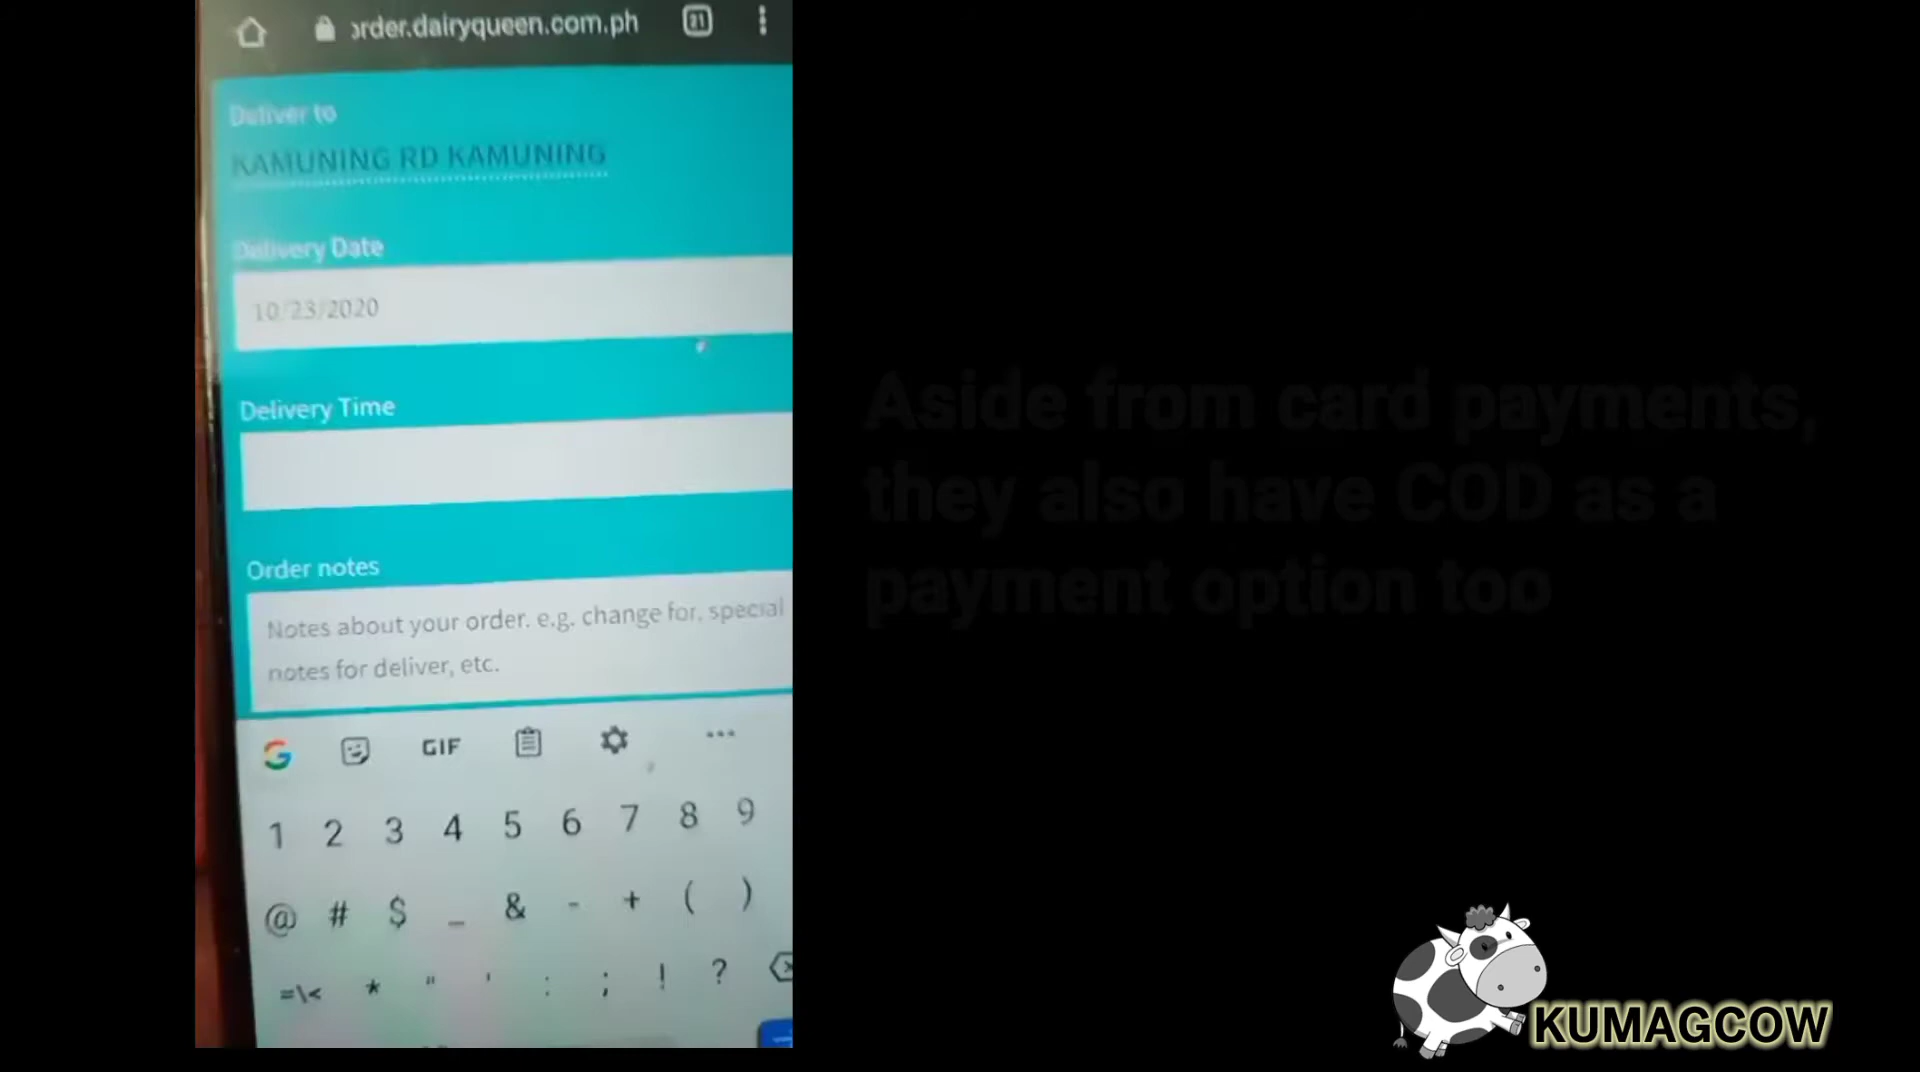 order.dairyqueen.com.ph
21
Deliver to
KAMUNING RD KAMUNING
Delivery Date
10/23/2020
Delivery Time
Order notes
Notes about your order. e.g. change for, special
notes for deliver, etc.
G GIF
1 2 3 4 5 6 7 8 9
@ # $ _ & - + ( )
=\< * " ' : ; ! ?
Aside from card payments,
they also have COD as a
payment option too
KUMAGCOW